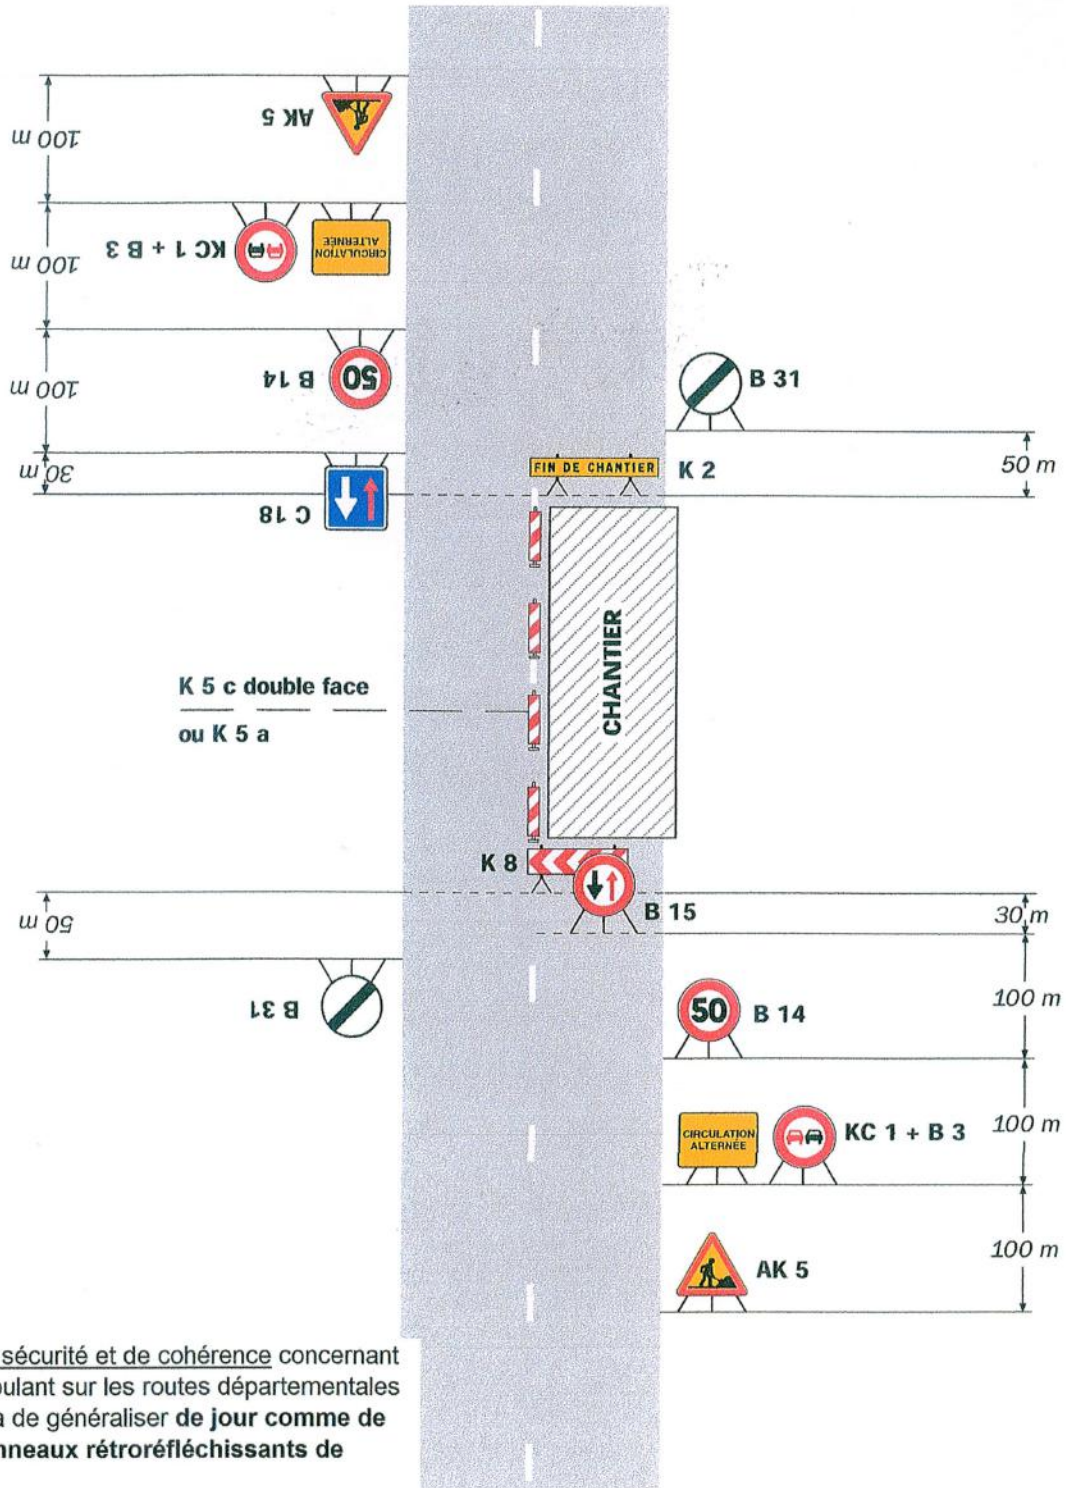 100 m
AK 5
100 m
KC 1 + B 3
CIRCULATION
ALTERNÉE
100 m
B 14
50
B 31
30 m
C 18
FIN DE CHANTIER
K 2
50 m
K 5 c double face
ou K 5 a
CHANTIER
K 8
B 15
30 m
50 m
B 31
50
B 14
100 m
CIRCULATION
ALTERNÉE
KC 1 + B 3
100 m
AK 5
100 m
sécurité et de cohérence concernant
oulant sur les routes départementales
a de généraliser de jour comme de
nneaux rétroréfléchissants de